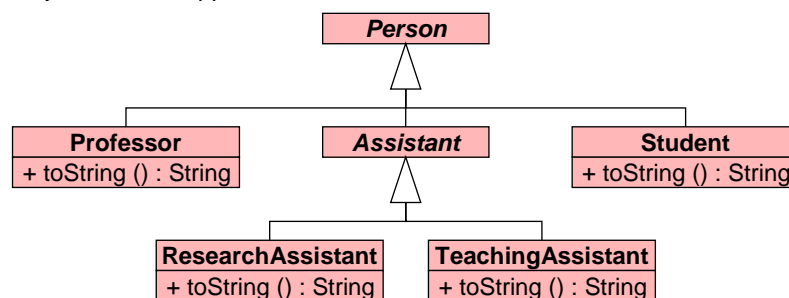 Person
Professor
Assistant
Student
+ toString () : String
+ toString () : String
ResearchAssistant
TeachingAssistant
+ toString () : String
+ toString () : String